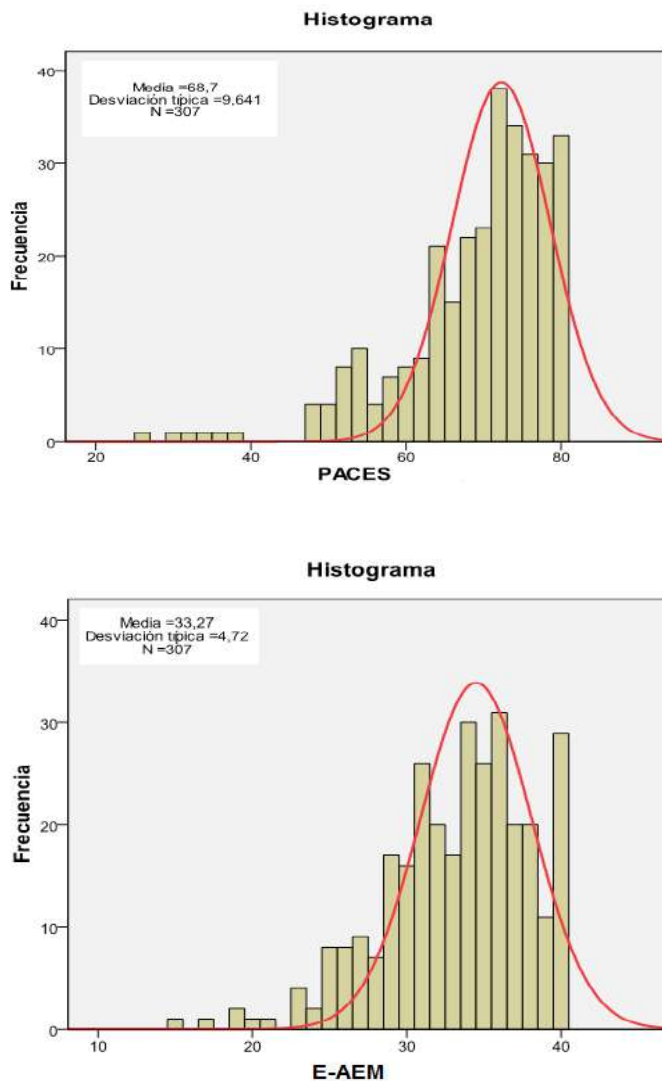 Histograma
Media =68,7
Desviación típica =9,641
N =307
Frecuencia
40
30
20
10
0
20
40
60
80
PACES
Histograma
Media =33,27
Desviación típica =4,72
N =307
Frecuencia
40
30
20
10
0
10
20
30
40
E-AEM